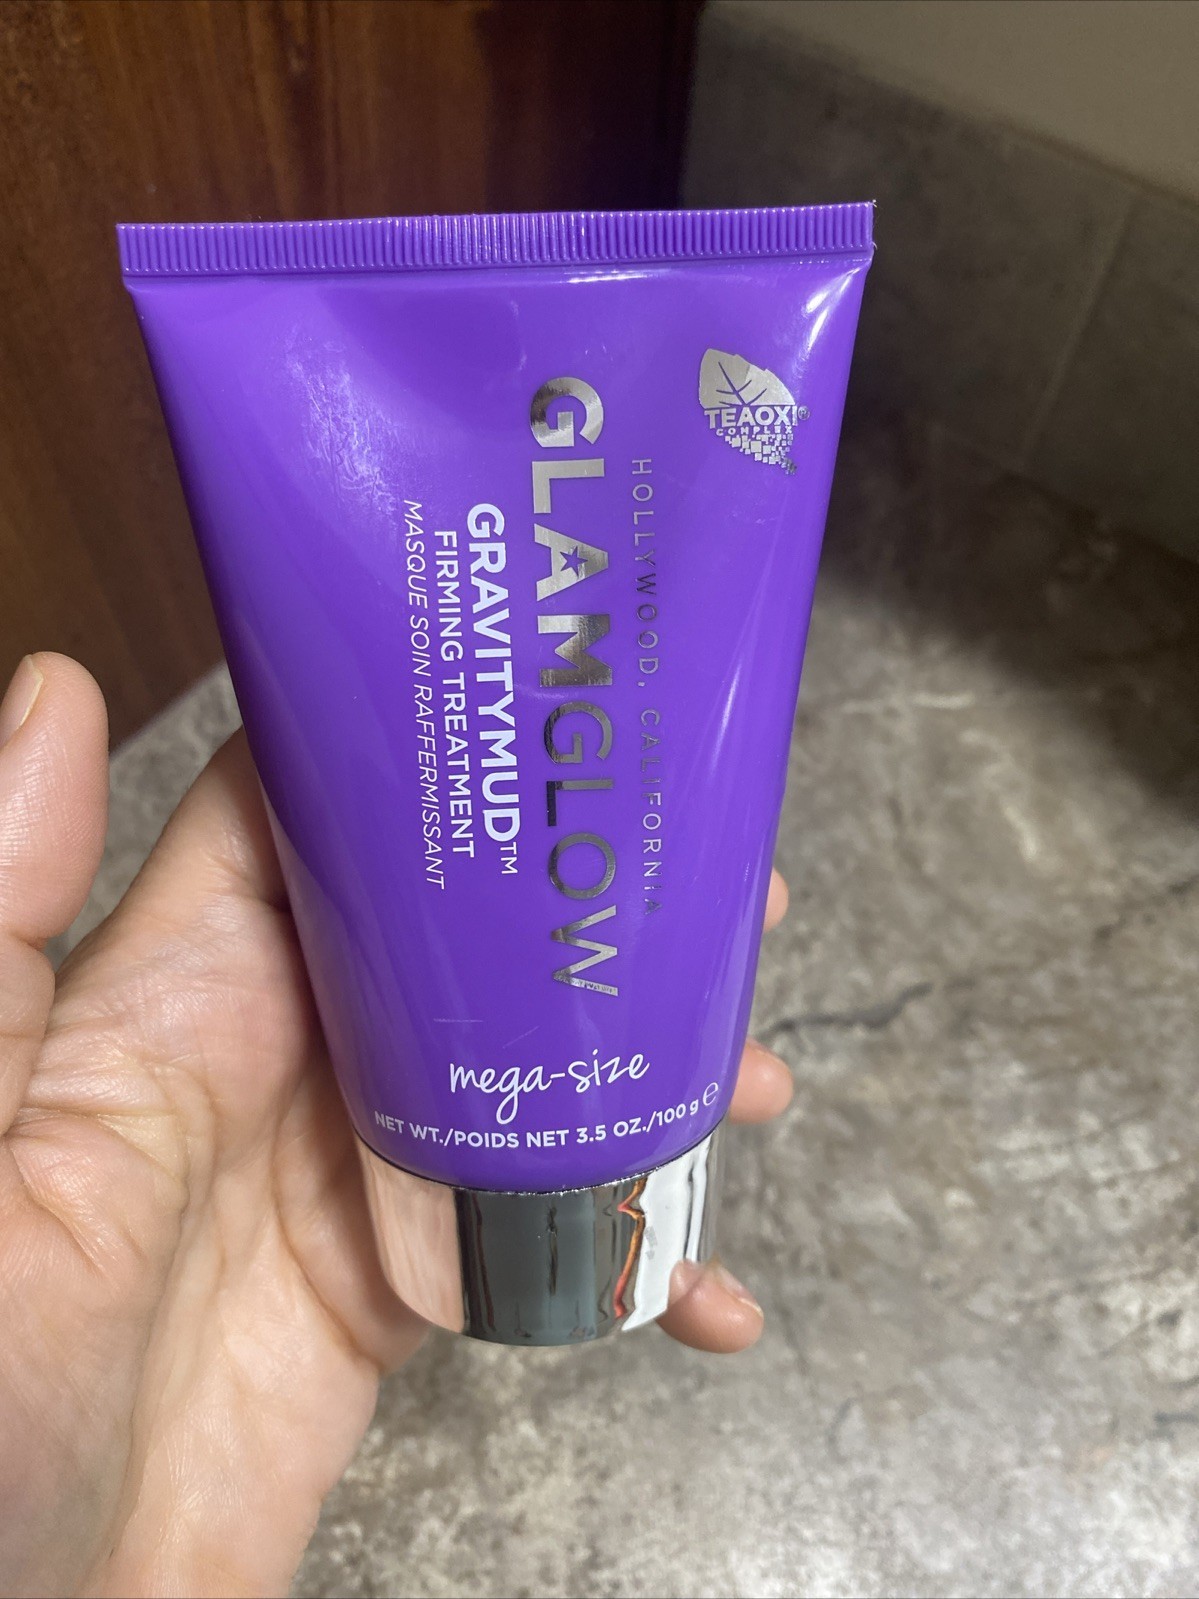 TEAOXI®
COMPLEX
HOLLYWOOD, CALIFORNIA
GLAMGLOW
GRAVITYMUD™
FIRMING TREATMENT
MASQUE SOIN RAFFERMISSANT
mega-size
NET WT./POIDS NET 3.5 OZ./100 g ℮